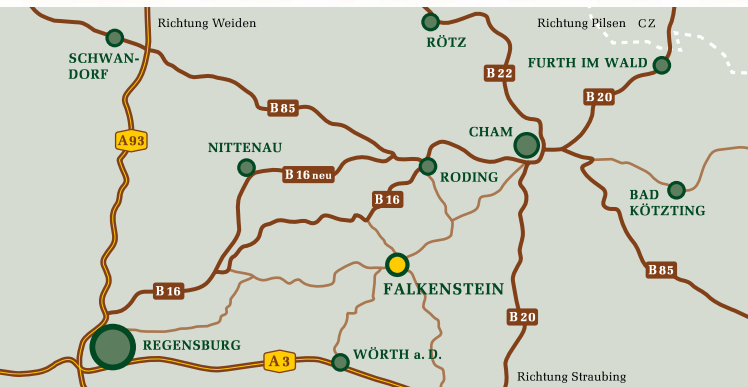 Richtung Weiden
Richtung Pilsen CZ
SCHWAN-
DORF
RÖTZ
FURTH IM WALD
B 22
B 20
B 85
A 93
CHAM
NITTENAU
B 16 neu
RODING
B 16
BAD
KÖTZTING
B 85
FALKENSTEIN
B 16
B 20
REGENSBURG
A 3
WÖRTH a. D.
Richtung Straubing